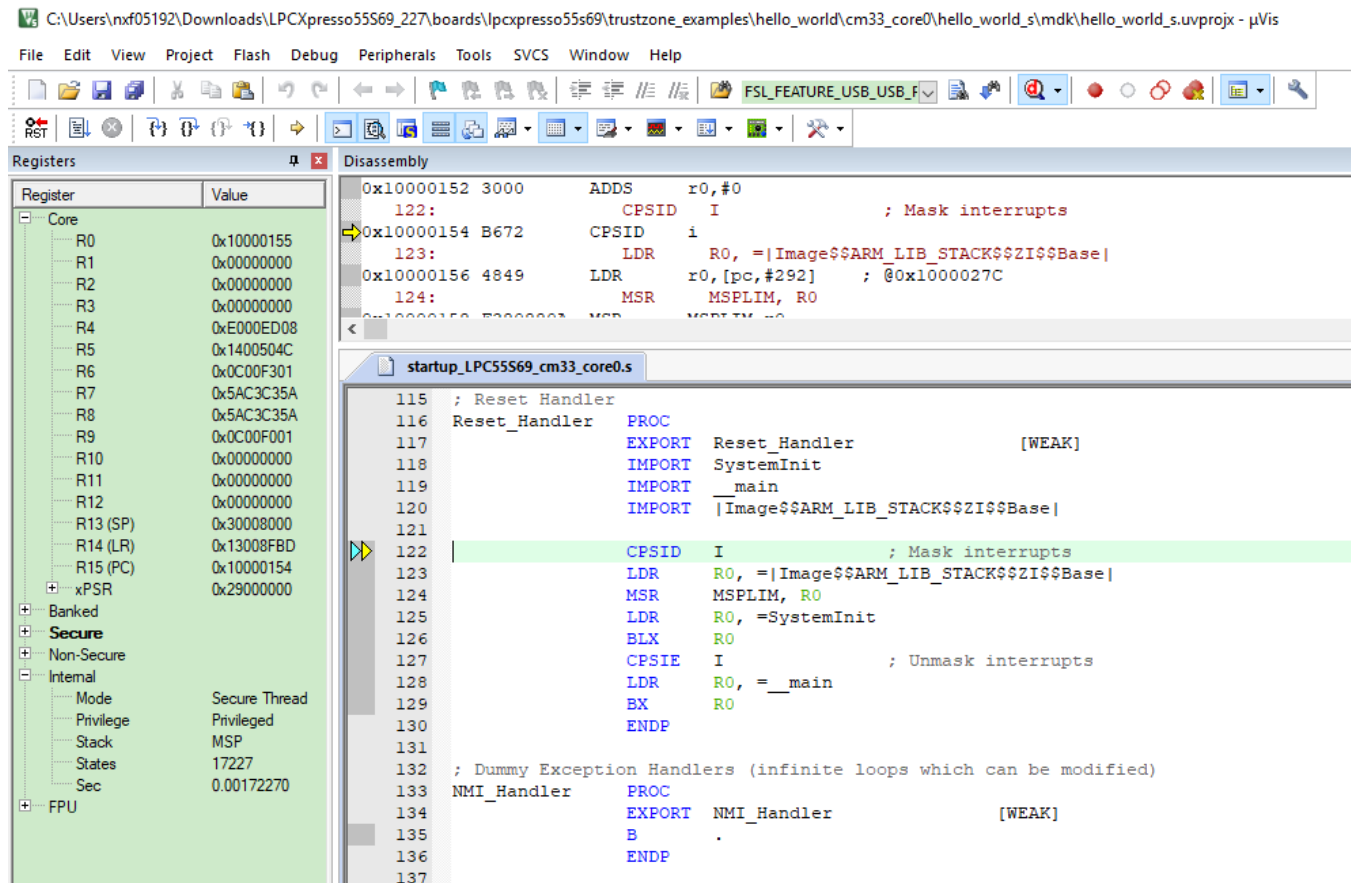 C:\Users\nxf05192\Downloads\LPCXpresso55S69_227\boards\lpcxpresso55s69\trustzone_examples\hello_world\cm33_core0\hello_world_s\mdk\hello_world_s.uvprojx - µVis
File Edit View Project Flash Debug Peripherals Tools SVCS Window Help
FSL_FEATURE_USB_USB_F
RST
Registers
Register Value
Core
R0 0x10000155
R1 0x00000000
R2 0x00000000
R3 0x00000000
R4 0xE000ED08
R5 0x1400504C
R6 0x0C00F301
R7 0x5AC3C35A
R8 0x5AC3C35A
R9 0x0C00F001
R10 0x00000000
R11 0x00000000
R12 0x00000000
R13 (SP) 0x30008000
R14 (LR) 0x13008FBD
R15 (PC) 0x10000154
xPSR 0x29000000
Banked
Secure
Non-Secure
Internal
Mode Secure Thread
Privilege Privileged
Stack MSP
States 17227
Sec 0.00172270
FPU
Disassembly
0x10000152 3000 ADDS r0,#0
122: CPSID I ; Mask interrupts
0x10000154 B672 CPSID i
123: LDR R0, =|Image$$ARM_LIB_STACK$$ZI$$Base|
0x10000156 4849 LDR r0,[pc,#292] ; @0x1000027C
124: MSR MSPLIM, R0
startup_LPC55S69_cm33_core0.s
115 ; Reset Handler
116 Reset_Handler PROC
117 EXPORT Reset_Handler [WEAK]
118 IMPORT SystemInit
119 IMPORT __main
120 IMPORT |Image$$ARM_LIB_STACK$$ZI$$Base|
121
122 CPSID I ; Mask interrupts
123 LDR R0, =|Image$$ARM_LIB_STACK$$ZI$$Base|
124 MSR MSPLIM, R0
125 LDR R0, =SystemInit
126 BLX R0
127 CPSIE I ; Unmask interrupts
128 LDR R0, =__main
129 BX R0
130 ENDP
131
132 ; Dummy Exception Handlers (infinite loops which can be modified)
133 NMI_Handler PROC
134 EXPORT NMI_Handler [WEAK]
135 B .
136 ENDP
137